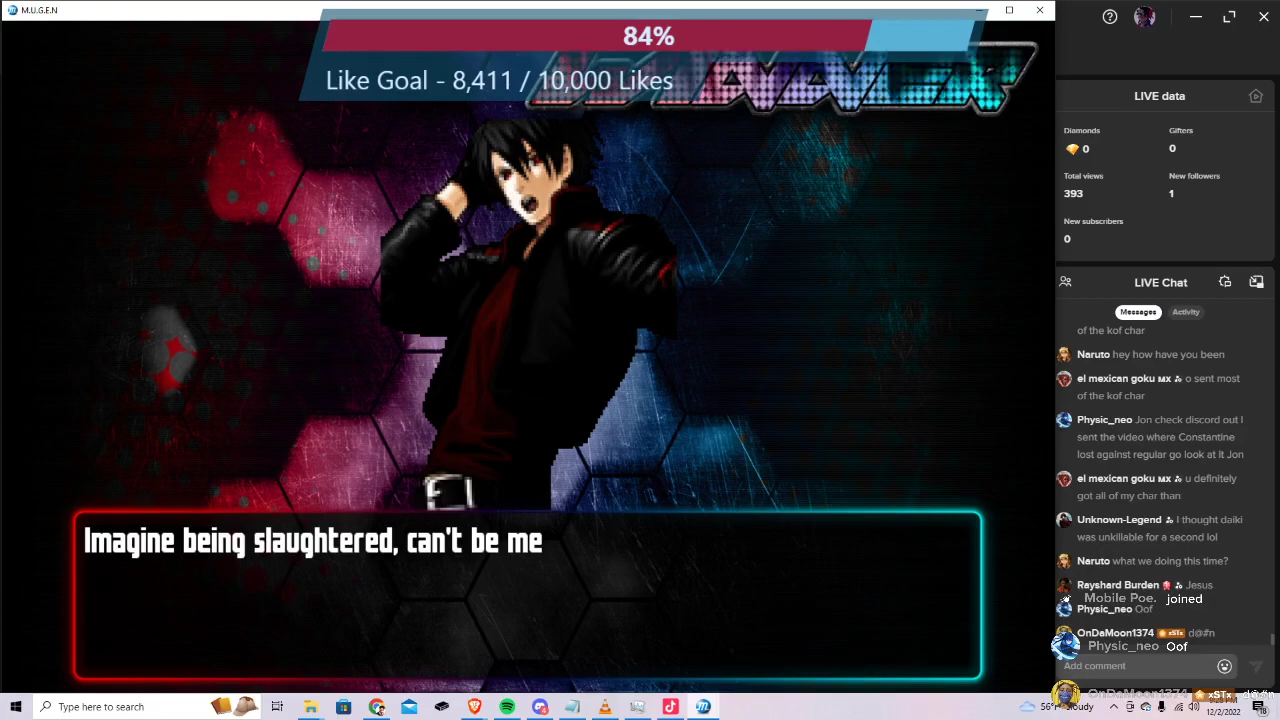 M.U.G.E.N
84%
Like Goal - 8,411 / 10,000 Likes
Imagine being slaughtered, can't be me
LIVE data
Diamonds
Gifters
0
0
Total views
New followers
393
1
New subscribers
0
LIVE Chat
Messages
Activity
of the kof char
Naruto hey how have you been
el mexican goku MX o sent most
of the kof char
Physic_neo Jon check discord out I
sent the video where Constantine
lost against regular go look at it Jon
el mexican goku MX u definitely
got all of my char than
Unknown-Legend I thought daiki
was unkillable for a second lol
Naruto what we doing this time?
Rayshard Burden Jesus
Mobile Poe. joined
Physic_neo Oof
OnDaMoon1374 xSTx d@#n
Physic_neo Oof
Add comment
Type here to search
OnDaMoon1374 xSTx
12/2/2022